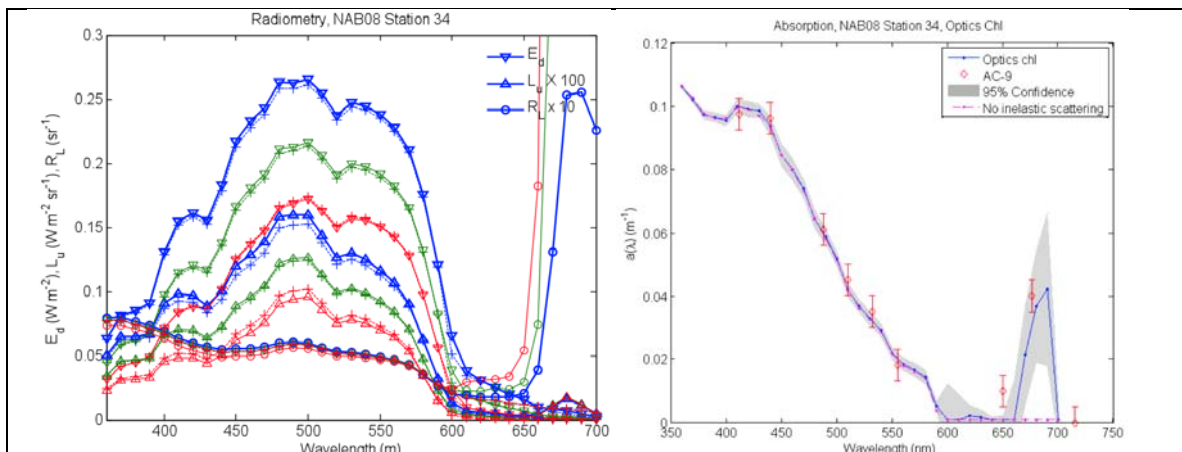 Radiometry, NAB08 Station 34
0.3
0.25
0.2
0.15
0.1
0.05
0
E_d (W m^-2), L_u (W m^-2 sr^-1), R_L (sr^-1)
E_d
L_u X 100
R_L x 10
400 450 500 550 600 650 700
Wavelength (m)
Absorption, NAB08 Station 34, Optics Chl
0.12
0.1
0.08
0.06
0.04
0.02
0
a(λ) (m^-1)
Optics chl
AC-9
95% Confidence
No inelastic scattering
350 400 450 500 550 600 650 700 750
Wavelength (nm)